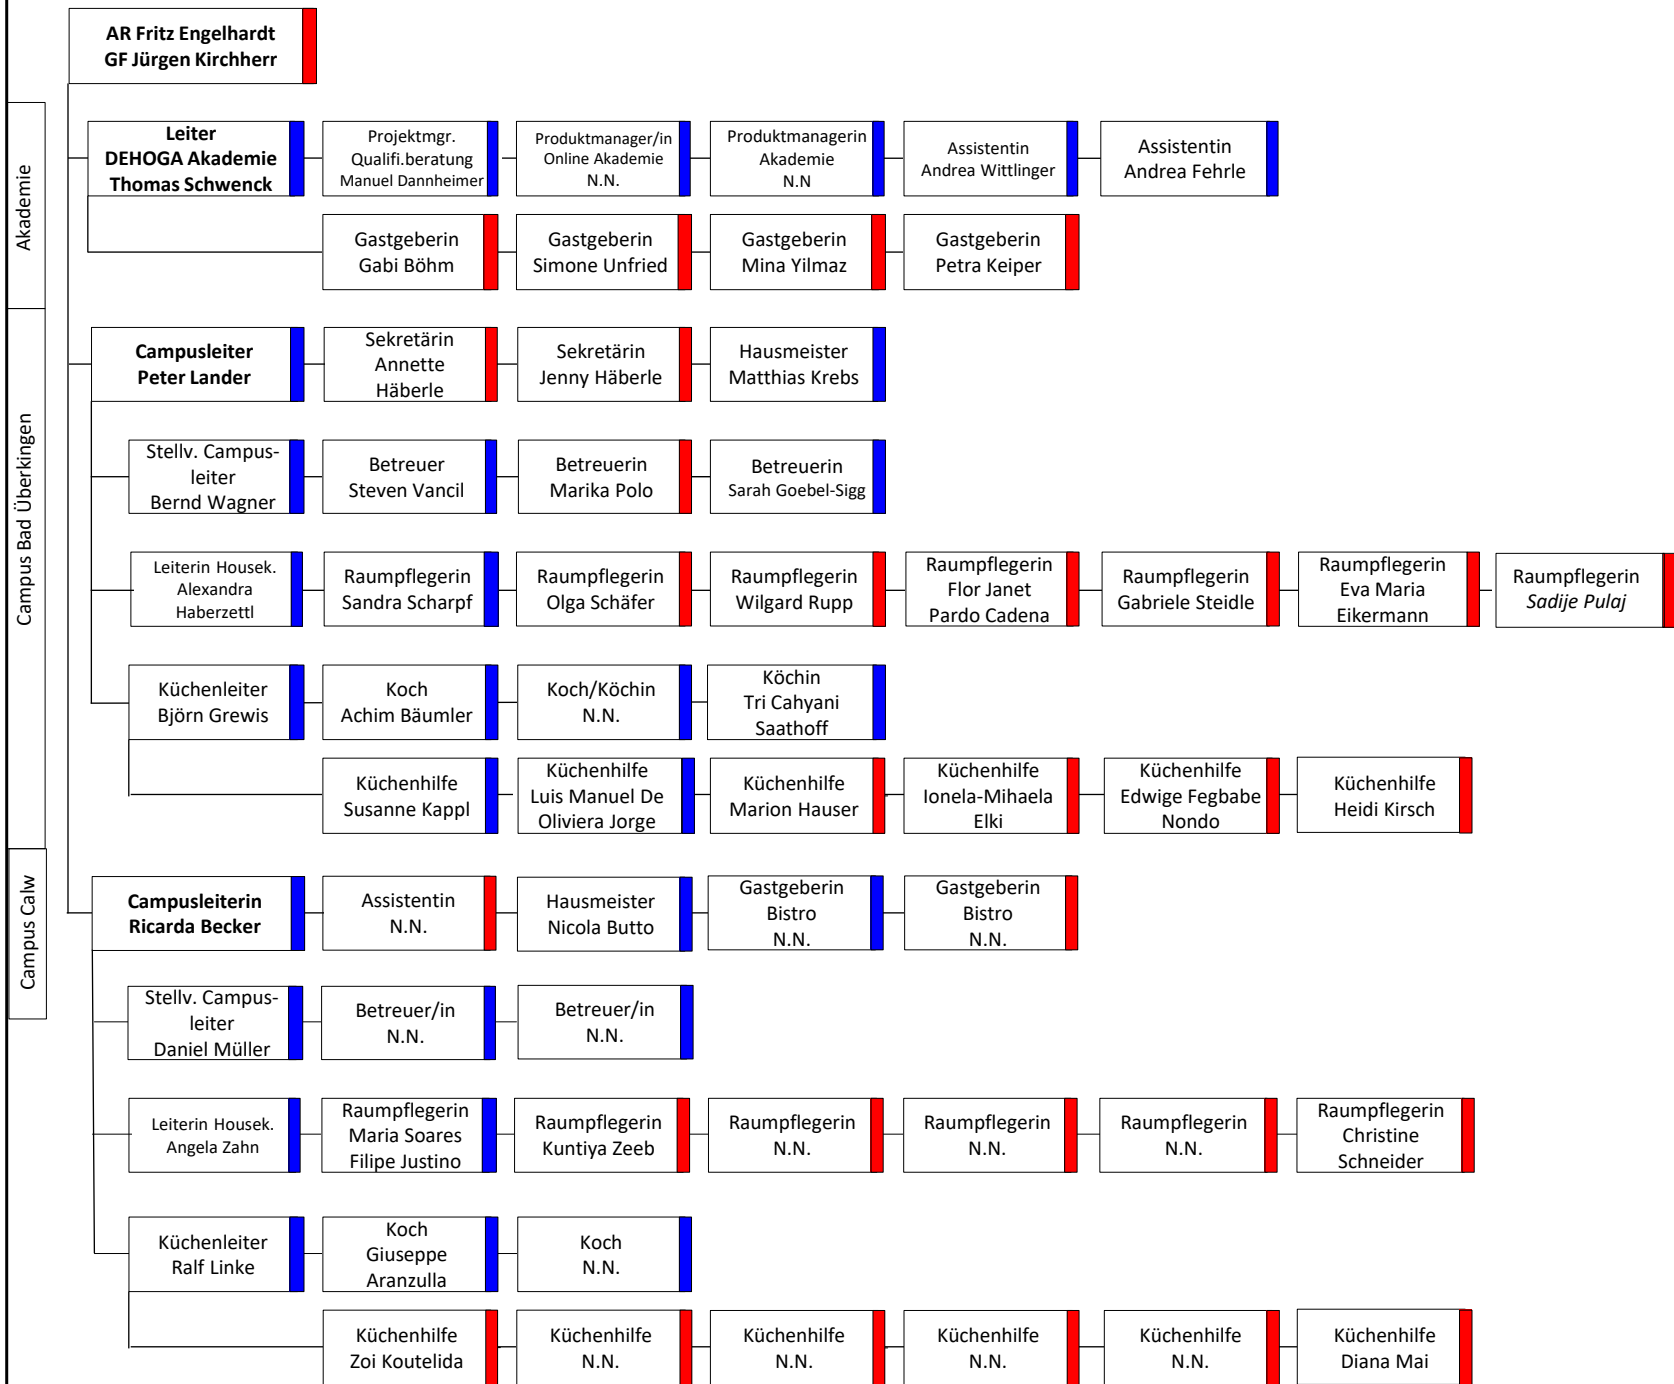 AR Fritz Engelhardt
GF Jürgen Kirchherr
Akademie
Leiter
DEHOGA Akademie
Thomas Schwenck
Projektmgr.
Qualifi.beratung
Manuel Dannheimer
Produktmanager/in
Online Akademie
N.N.
Produktmanagerin
Akademie
N.N
Assistentin
Andrea Wittlinger
Assistentin
Andrea Fehrle
Gastgeberin
Gabi Böhm
Gastgeberin
Simone Unfried
Gastgeberin
Mina Yilmaz
Gastgeberin
Petra Keiper
Campus Bad Überkingen
Campusleiter
Peter Lander
Sekretärin
Annette
Häberle
Sekretärin
Jenny Häberle
Hausmeister
Matthias Krebs
Stellv. Campus-
leiter
Bernd Wagner
Betreuer
Steven Vancil
Betreuerin
Marika Polo
Betreuerin
Sarah Goebel-Sigg
Leiterin Housek.
Alexandra
Haberzettl
Raumpflegerin
Sandra Scharpf
Raumpflegerin
Olga Schäfer
Raumpflegerin
Wilgard Rupp
Raumpflegerin
Flor Janet
Pardo Cadena
Raumpflegerin
Gabriele Steidle
Raumpflegerin
Eva Maria
Eikermann
Raumpflegerin
Sadije Pulaj
Küchenleiter
Björn Grewis
Koch
Achim Bäumler
Koch/Köchin
N.N.
Köchin
Tri Cahyani
Saathoff
Küchenhilfe
Susanne Kappl
Küchenhilfe
Luis Manuel De
Oliviera Jorge
Küchenhilfe
Marion Hauser
Küchenhilfe
Ionela-Mihaela
Elki
Küchenhilfe
Edwige Fegbabe
Nondo
Küchenhilfe
Heidi Kirsch
Campus Calw
Campusleiterin
Ricarda Becker
Assistentin
N.N.
Hausmeister
Nicola Butto
Gastgeberin
Bistro
N.N.
Gastgeberin
Bistro
N.N.
Stellv. Campus-
leiter
Daniel Müller
Betreuer/in
N.N.
Betreuer/in
N.N.
Leiterin Housek.
Angela Zahn
Raumpflegerin
Maria Soares
Filipe Justino
Raumpflegerin
Kuntiya Zeeb
Raumpflegerin
N.N.
Raumpflegerin
N.N.
Raumpflegerin
N.N.
Raumpflegerin
Christine
Schneider
Küchenleiter
Ralf Linke
Koch
Giuseppe
Aranzulla
Koch
N.N.
Küchenhilfe
Zoi Koutelida
Küchenhilfe
N.N.
Küchenhilfe
N.N.
Küchenhilfe
N.N.
Küchenhilfe
N.N.
Küchenhilfe
Diana Mai